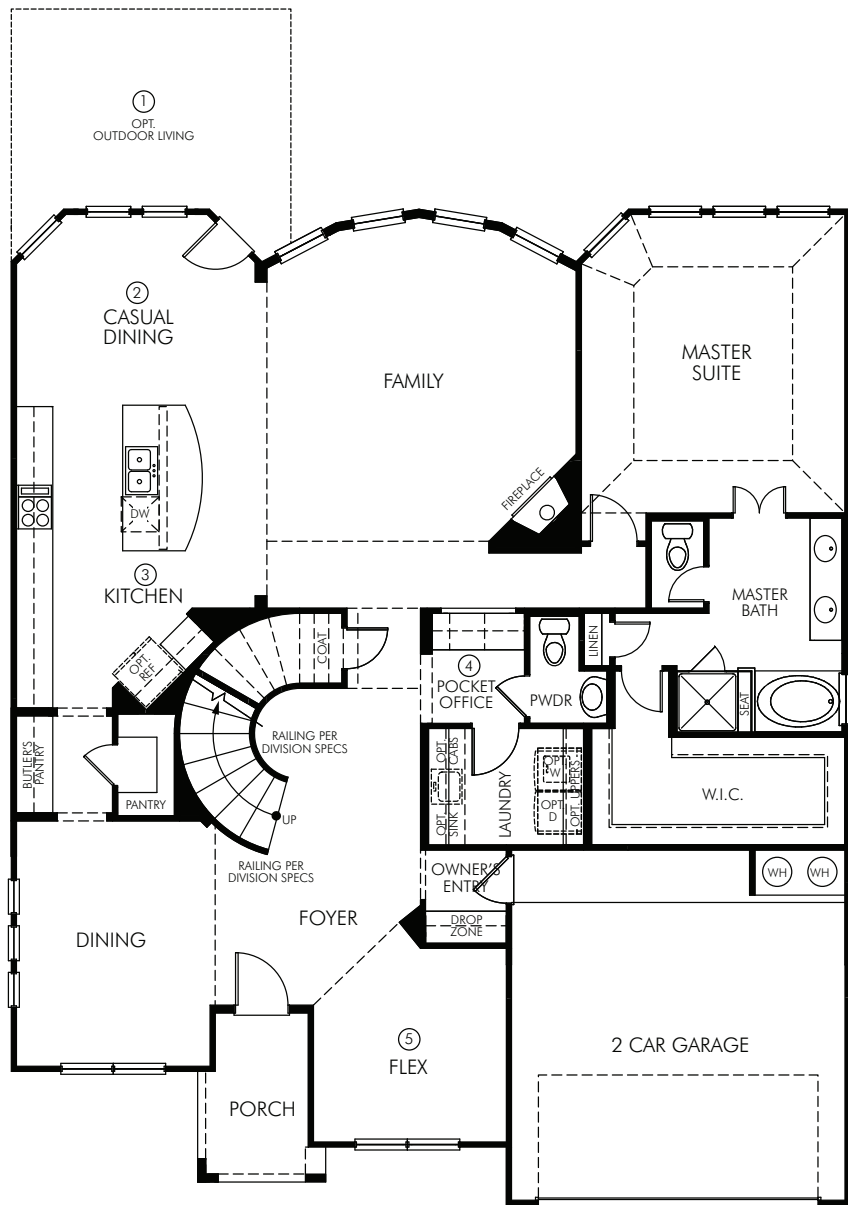 1
OPT.
OUTDOOR LIVING
2
CASUAL
DINING
FAMILY
MASTER
SUITE
FIREPLACE
DW
3
KITCHEN
MASTER
BATH
OPT.
REF.
COAT
4
POCKET
OFFICE
PWDR
LINEN
SEAT
RAILING PER
DIVISION SPECS
BUTLER'S
PANTRY
PANTRY
UP
RAILING PER
DIVISION SPECS
OPT.
CABS
OPT.
SINK
LAUNDRY
OPT.
W
OPT.
D
OPT. UPPERS
W.I.C.
OWNER'S
ENTRY
DROP
ZONE
WH
WH
FOYER
DINING
5
FLEX
2 CAR GARAGE
PORCH